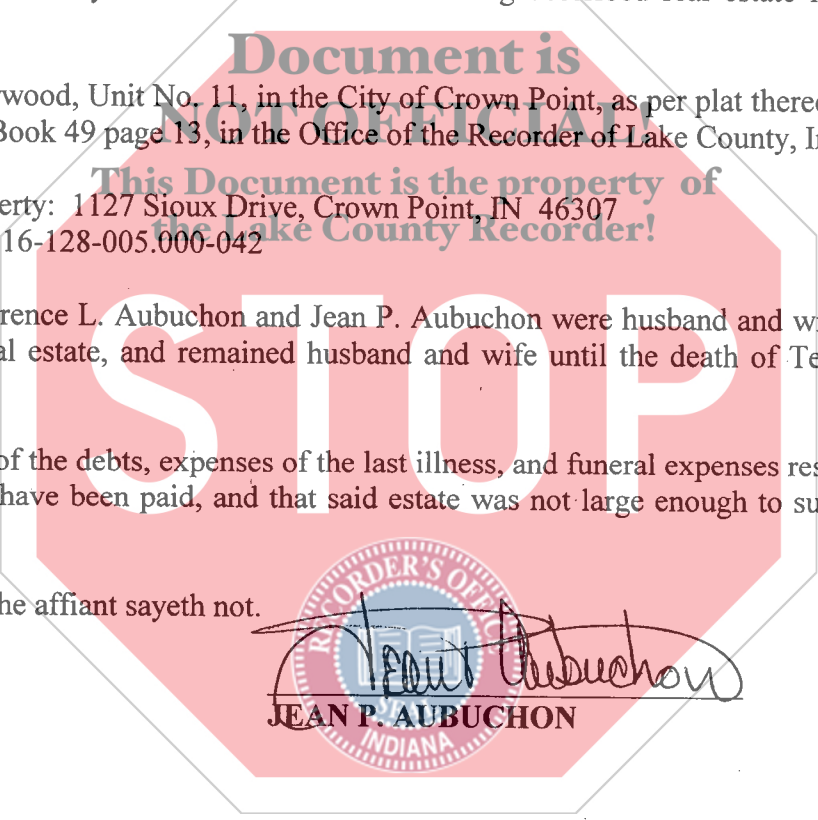 Document is
wood, Unit No. 11, in the City of Crown Point, as per plat
NOT OFFICIAL!
Book 49 page 13, in the Office of the Recorder of Lake County,
This Document is the property of
erty: 1127 Sioux Drive, Crown Point, IN 46307
the Lake County Recorder!
16-128-005.000-042
STOP
rence L. Aubuchon and Jean P. Aubuchon were husband and
al estate, and remained husband and wife until the death of Te
of the debts, expenses of the last illness, and funeral expenses res
have been paid, and that said estate was not large enough to su
he affiant sayeth not.
RECORDER'S OFFICE
Jean P Aubuchon
SEAL
JEAN P. AUBUCHON
INDIANA